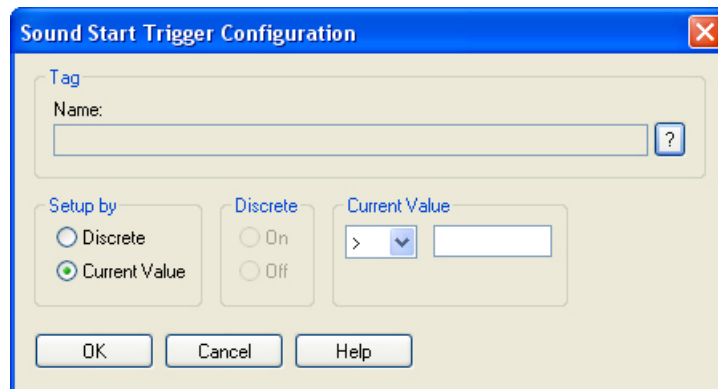 Sound Start Trigger Configuration
Tag
Name:
?
Setup by
Discrete
Current Value
Discrete
On
Off
Current Value
>
OK Cancel Help